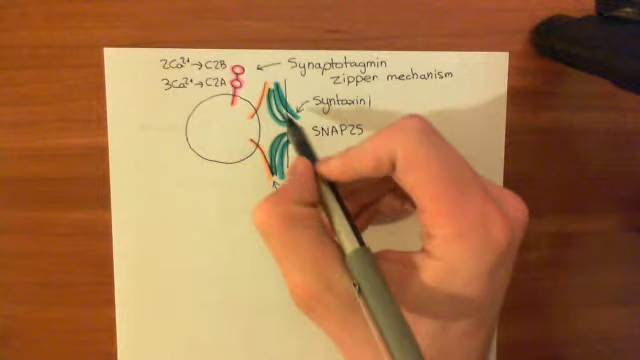 2Ca²⁺→C2B ← Synaptotagmin
3Ca²⁺→C2A zipper mechanism
Syntaxin1
SNAP25